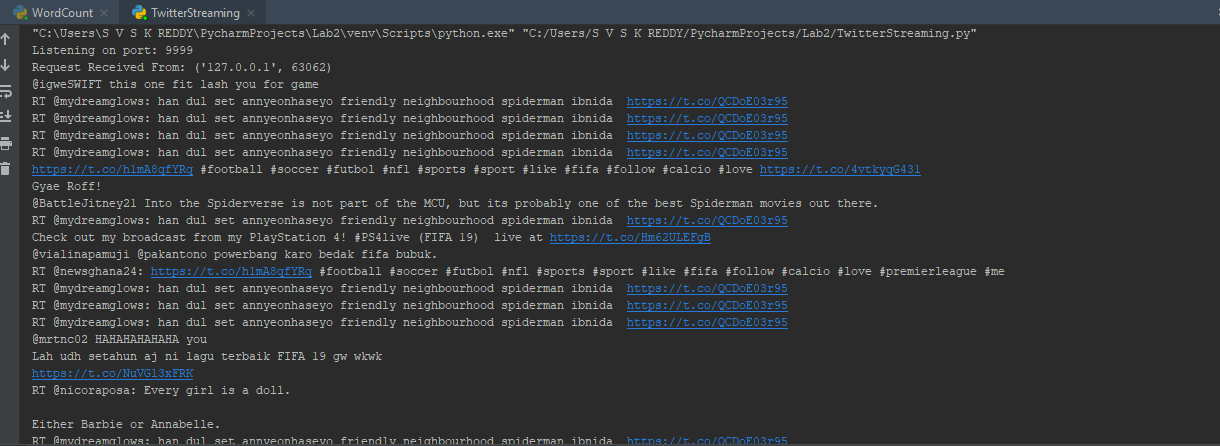 WordCount × TwitterStreaming ×
"C:\Users\S V S K REDDY\PycharmProjects\Lab2\venv\Scripts\python.exe" "C:/Users/S V S K REDDY/PycharmProjects/Lab2/TwitterStreaming.py"
Listening on port: 9999
Request Received From: ('127.0.0.1', 63062)
@igweSWIFT this one fit lash you for game
RT @mydreamglows: han dul set annyeonhaseyo friendly neighbourhood spiderman ibnida  https://t.co/QCDoE03r95
RT @mydreamglows: han dul set annyeonhaseyo friendly neighbourhood spiderman ibnida  https://t.co/QCDoE03r95
RT @mydreamglows: han dul set annyeonhaseyo friendly neighbourhood spiderman ibnida  https://t.co/QCDoE03r95
RT @mydreamglows: han dul set annyeonhaseyo friendly neighbourhood spiderman ibnida  https://t.co/QCDoE03r95
https://t.co/hlmA8qfYRq #football #soccer #futbol #nfl #sports #sport #like #fifa #follow #calcio #love https://t.co/4vtkyqG43l
Gyae Roff!
@BattleJitney21 Into the Spiderverse is not part of the MCU, but its probably one of the best Spiderman movies out there.
RT @mydreamglows: han dul set annyeonhaseyo friendly neighbourhood spiderman ibnida  https://t.co/QCDoE03r95
Check out my broadcast from my PlayStation 4! #PS4live (FIFA 19)  live at https://t.co/Hm62ULEFgB
@vialinapamuji @pakantono powerbang karo bedak fifa bubuk.
RT @newsghana24: https://t.co/hlmA8qfYRq #football #soccer #futbol #nfl #sports #sport #like #fifa #follow #calcio #love #premierleague #me
RT @mydreamglows: han dul set annyeonhaseyo friendly neighbourhood spiderman ibnida  https://t.co/QCDoE03r95
RT @mydreamglows: han dul set annyeonhaseyo friendly neighbourhood spiderman ibnida  https://t.co/QCDoE03r95
RT @mydreamglows: han dul set annyeonhaseyo friendly neighbourhood spiderman ibnida  https://t.co/QCDoE03r95
@mrtnc02 HAHAHAHAHAHA you
Lah udh setahun aj ni lagu terbaik FIFA 19 gw wkwk
https://t.co/NuVGl3xFRK
RT @nicoraposa: Every girl is a doll.
Either Barbie or Annabelle.
RT @mydreamglows: han dul set annyeonhaseyo friendly neighbourhood spiderman ibnida  https://t.co/QCDoE03r95